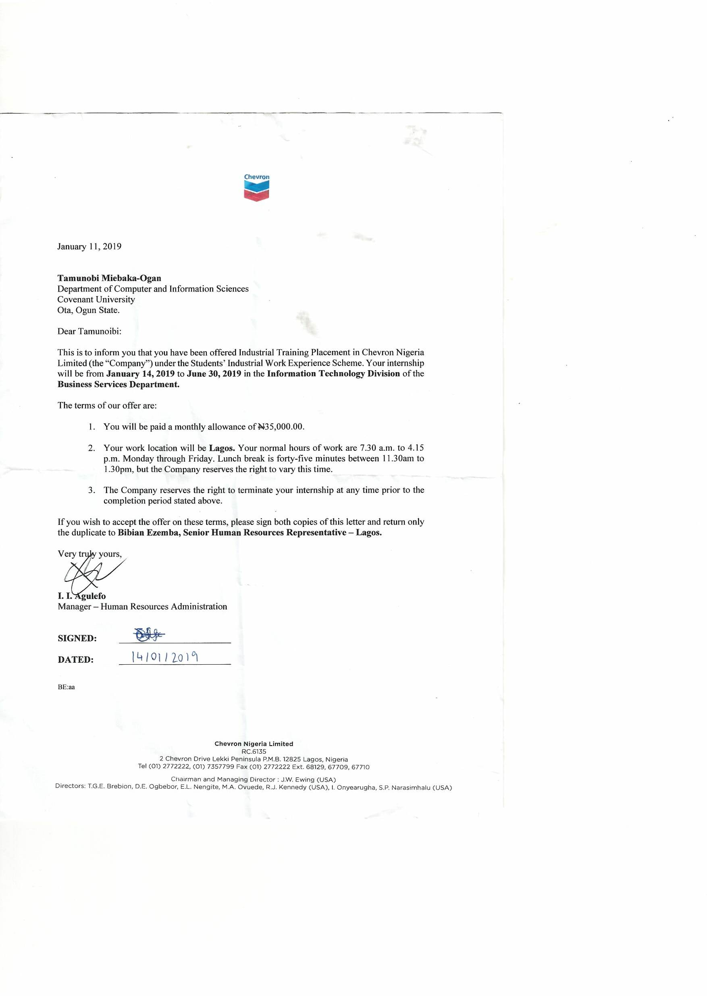 Chevron
January 11, 2019
Tamunobi Miebaka-Ogan
Department of Computer and Information Sciences
Covenant University
Ota, Ogun State.
Dear Tamunoibi:
This is to inform you that you have been offered Industrial Training Placement in Chevron Nigeria
Limited (the “Company”) under the Students’ Industrial Work Experience Scheme. Your internship
will be from January 14, 2019 to June 30, 2019 in the Information Technology Division of the
Business Services Department.
The terms of our offer are:
1. You will be paid a monthly allowance of ₦35,000.00.
2. Your work location will be Lagos. Your normal hours of work are 7.30 a.m. to 4.15
p.m. Monday through Friday. Lunch break is forty-five minutes between 11.30am to
1.30pm, but the Company reserves the right to vary this time.
3. The Company reserves the right to terminate your internship at any time prior to the
completion period stated above.
If you wish to accept the offer on these terms, please sign both copies of this letter and return only
the duplicate to Bibian Ezemba, Senior Human Resources Representative – Lagos.
Very truly yours,
I. I. Agulefo
Manager – Human Resources Administration
SIGNED:
DATED: 14/01/2019
BE:aa
Chevron Nigeria Limited
RC.6135
2 Chevron Drive Lekki Peninsula P.M.B. 12825 Lagos, Nigeria
Tel (01) 2772222, (01) 7357799 Fax (01) 2772222 Ext. 68129, 67709, 67710
Chairman and Managing Director : J.W. Ewing (USA)
Directors: T.G.E. Brebion, D.E. Ogbebor, E.L. Nengite, M.A. Ovuede, R.J. Kennedy (USA), I. Onyearugha, S.P. Narasimhalu (USA)